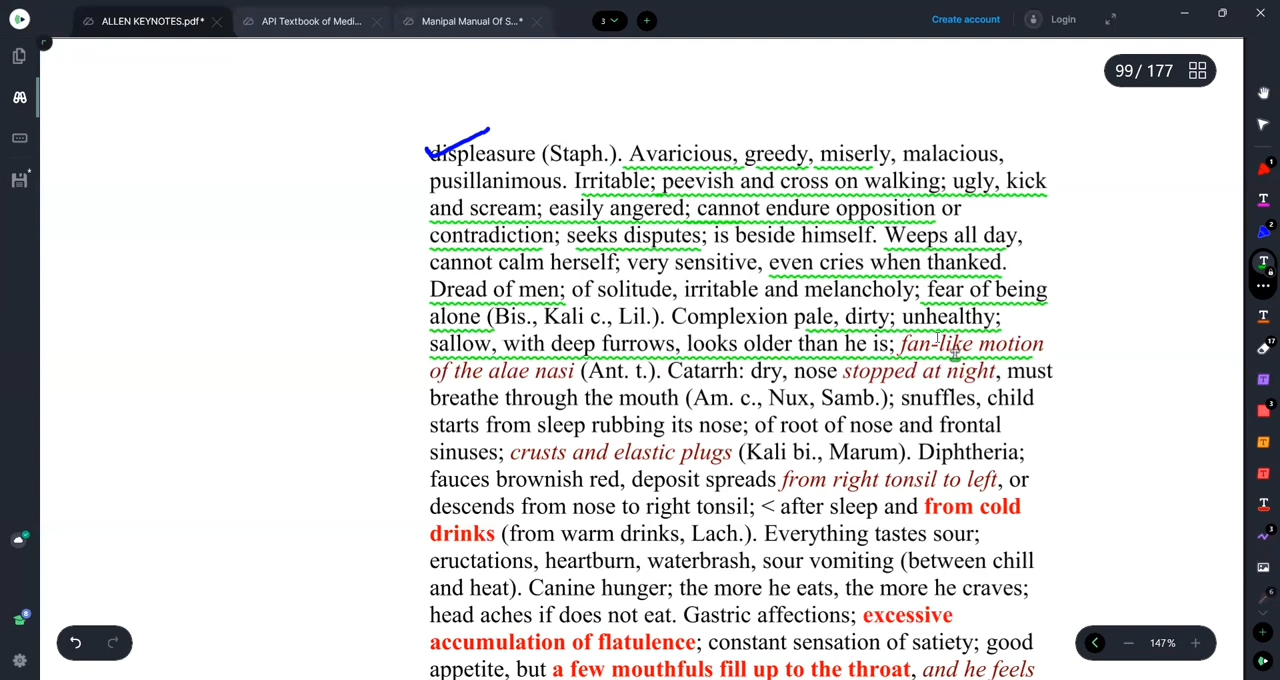 ALLEN KEYNOTES.pdf*
API Textbook of Medi...
Manipal Manual Of S...*
3
Create account
Login
99 / 177
displeasure (Staph.). Avaricious, greedy, miserly, malacious,
pusillanimous. Irritable; peevish and cross on walking; ugly, kick
and scream; easily angered; cannot endure opposition or
contradiction; seeks disputes; is beside himself. Weeps all day,
cannot calm herself; very sensitive, even cries when thanked.
Dread of men; of solitude, irritable and melancholy; fear of being
alone (Bis., Kali c., Lil.). Complexion pale, dirty; unhealthy;
sallow, with deep furrows, looks older than he is; fan-like motion
of the alae nasi (Ant. t.). Catarrh: dry, nose stopped at night, must
breathe through the mouth (Am. c., Nux, Samb.); snuffles, child
starts from sleep rubbing its nose; of root of nose and frontal
sinuses; crusts and elastic plugs (Kali bi., Marum). Diphtheria;
fauces brownish red, deposit spreads from right tonsil to left, or
descends from nose to right tonsil; < after sleep and from cold
drinks (from warm drinks, Lach.). Everything tastes sour;
eructations, heartburn, waterbrash, sour vomiting (between chill
and heat). Canine hunger; the more he eats, the more he craves;
head aches if does not eat. Gastric affections; excessive
accumulation of flatulence; constant sensation of satiety; good
appetite, but a few mouthfuls fill up to the throat, and he feels
147%